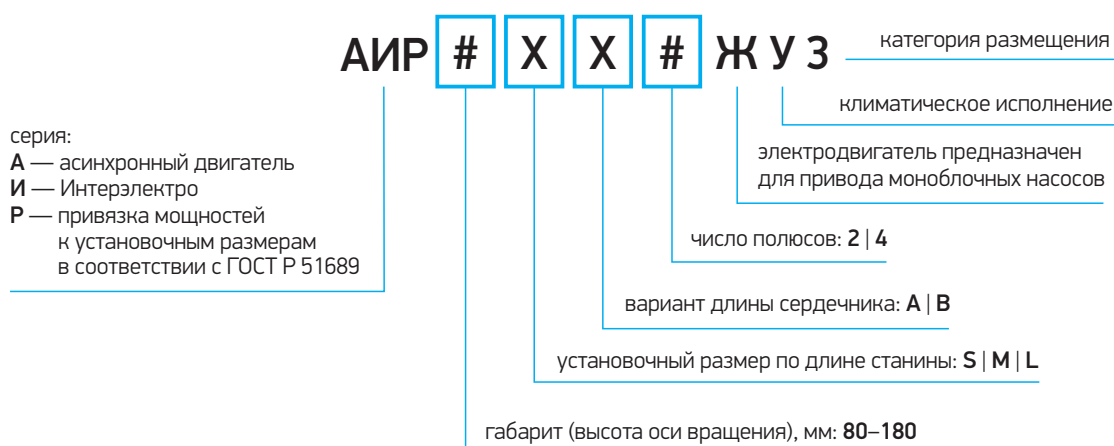 АИР # X X # Ж У 3
категория размещения
климатическое исполнение
электродвигатель предназначен
для привода моноблочных насосов
число полюсов: 2 | 4
вариант длины сердечника: A | B
установочный размер по длине станины: S | M | L
габарит (высота оси вращения), мм: 80–180
серия:
А — асинхронный двигатель
И — Интерэлектро
Р — привязка мощностей
к установочным размерам
в соответствии с ГОСТ Р 51689